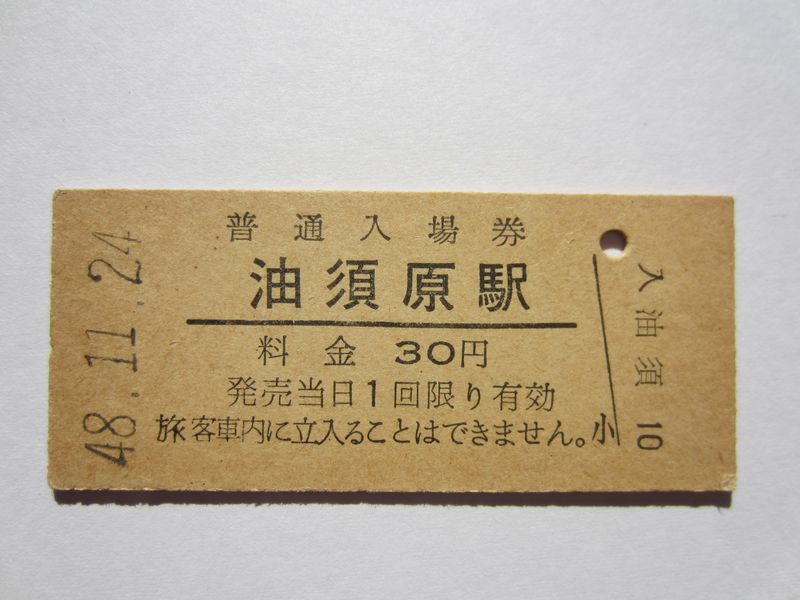 48.11.24
普通入場券
油須原駅
料金 30円
発売当日1回限り有効
旅客車内に立入ることはできません。
小
入油須
10